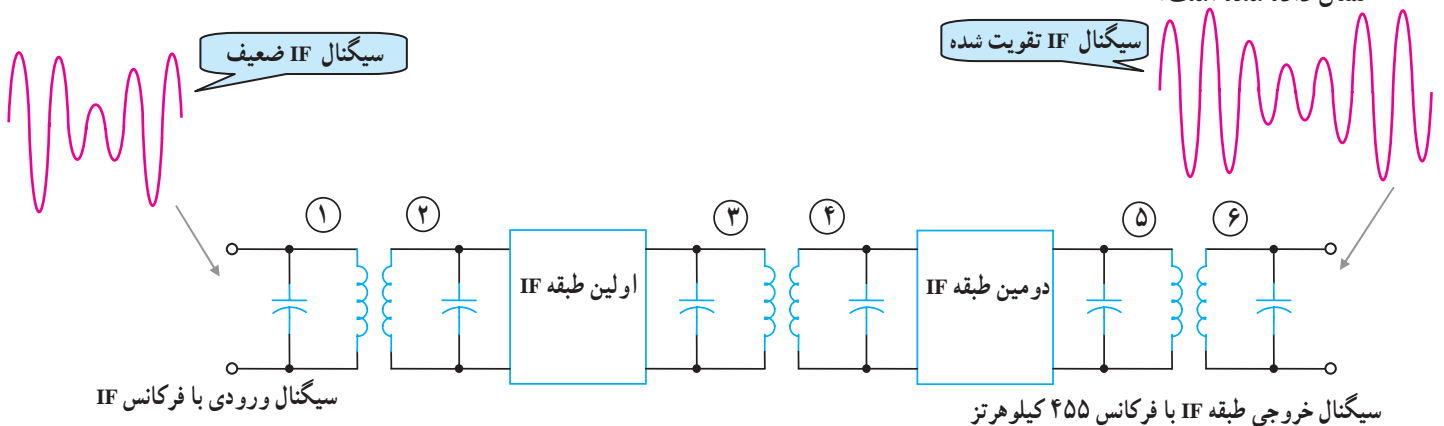 سیگنال IF تقویت شده
سیگنال IF ضعیف
۱
۲
۳
۴
۵
۶
اولین طبقه IF
دومین طبقه IF
سیگنال ورودی با فرکانس IF
سیگنال خروجی طبقه IF با فرکانس ۴۵۵ کیلوهرتز